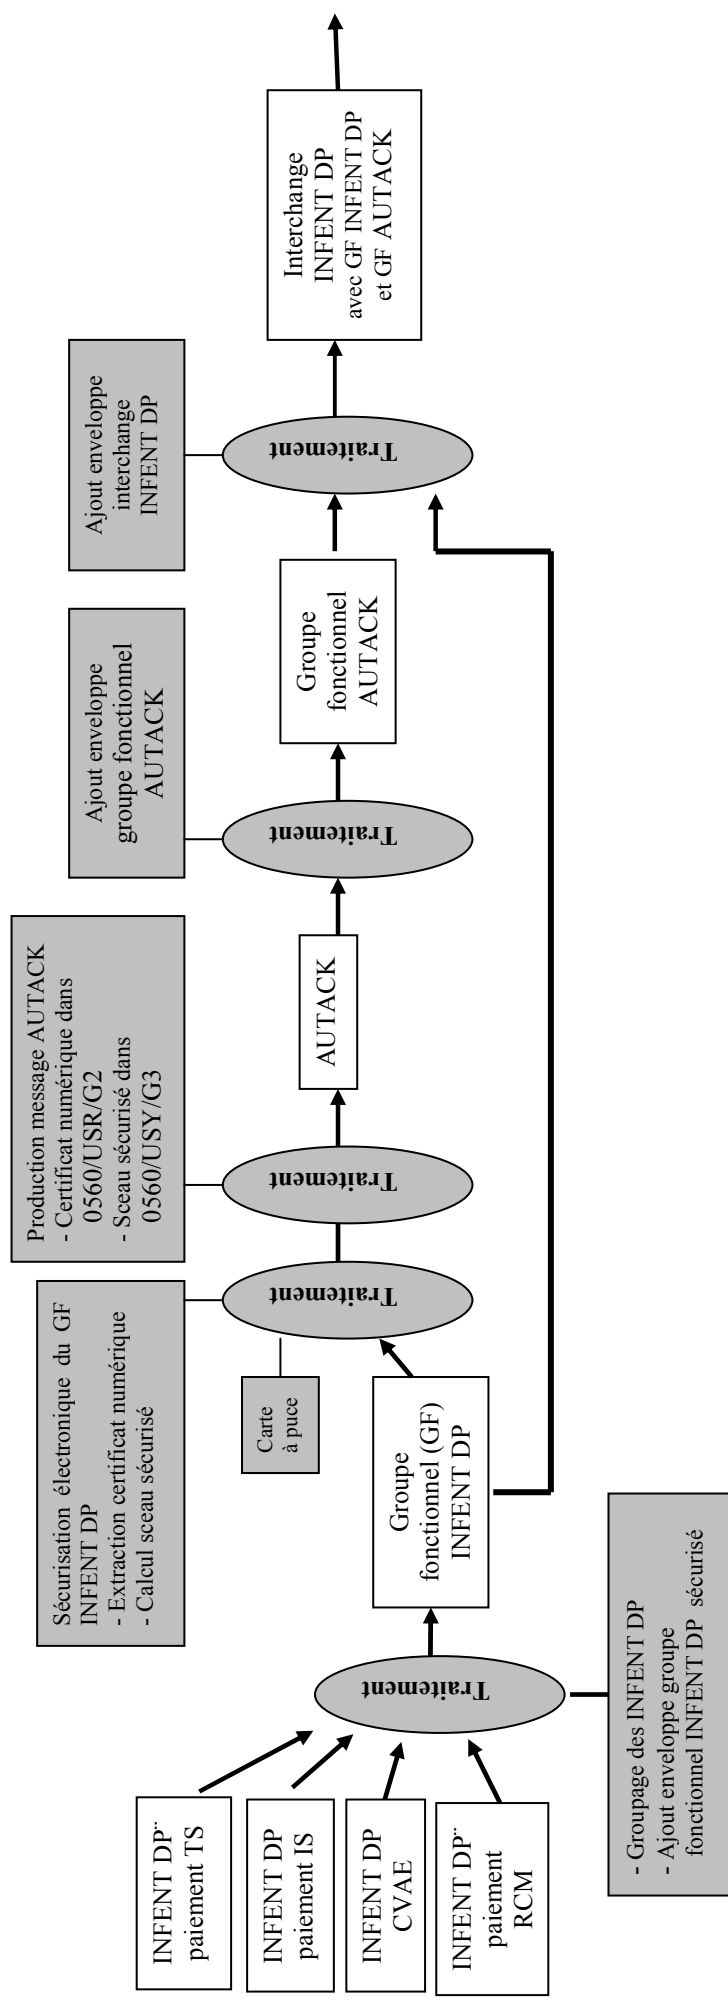 INFENT DP¨
paiement TS
INFENT DP
paiement IS
INFENT DP
CVAE
INFENT DP¨
paiement
RCM
Traitement
- Groupage des INFENT DP
- Ajout enveloppe groupe
fonctionnel INFENT DP sécurisé
Groupe
fonctionnel (GF)
INFENT DP
Carte
à puce
Sécurisation électronique du GF
INFENT DP
- Extraction certificat numérique
- Calcul sceau sécurisé
Traitement
Production message AUTACK
- Certificat numérique dans
0560/USR/G2
- Sceau sécurisé dans
0560/USY/G3
Traitement
AUTACK
Ajout enveloppe
groupe fonctionnel
AUTACK
Traitement
Groupe
fonctionnel
AUTACK
Ajout enveloppe
interchange
INFENT DP
Traitement
Interchange
INFENT DP
avec GF INFENT DP
et GF AUTACK